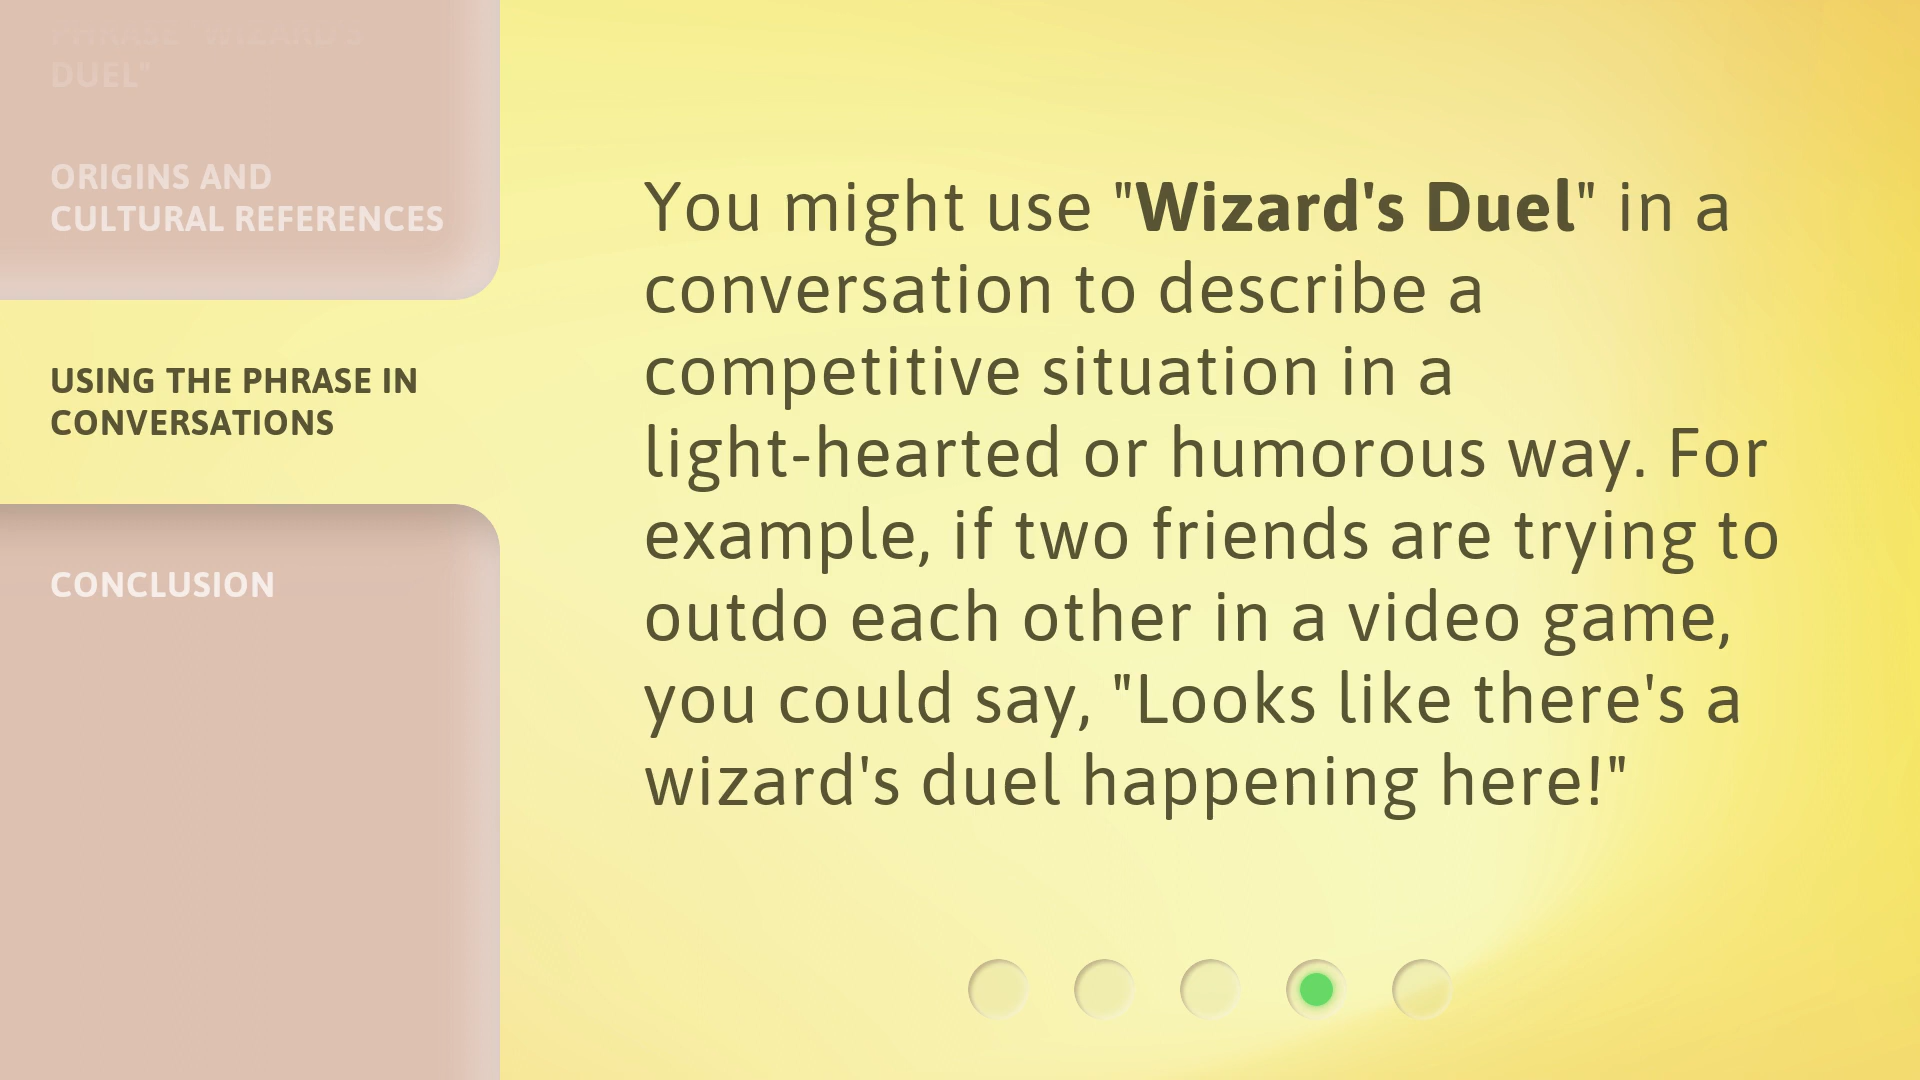 PHRASE "WIZARD'S
DUEL"
ORIGINS AND
CULTURAL REFERENCES
USING THE PHRASE IN
CONVERSATIONS
CONCLUSION
You might use "Wizard's Duel" in a
conversation to describe a
competitive situation in a
light-hearted or humorous way. For
example, if two friends are trying to
outdo each other in a video game,
you could say, "Looks like there's a
wizard's duel happening here!"